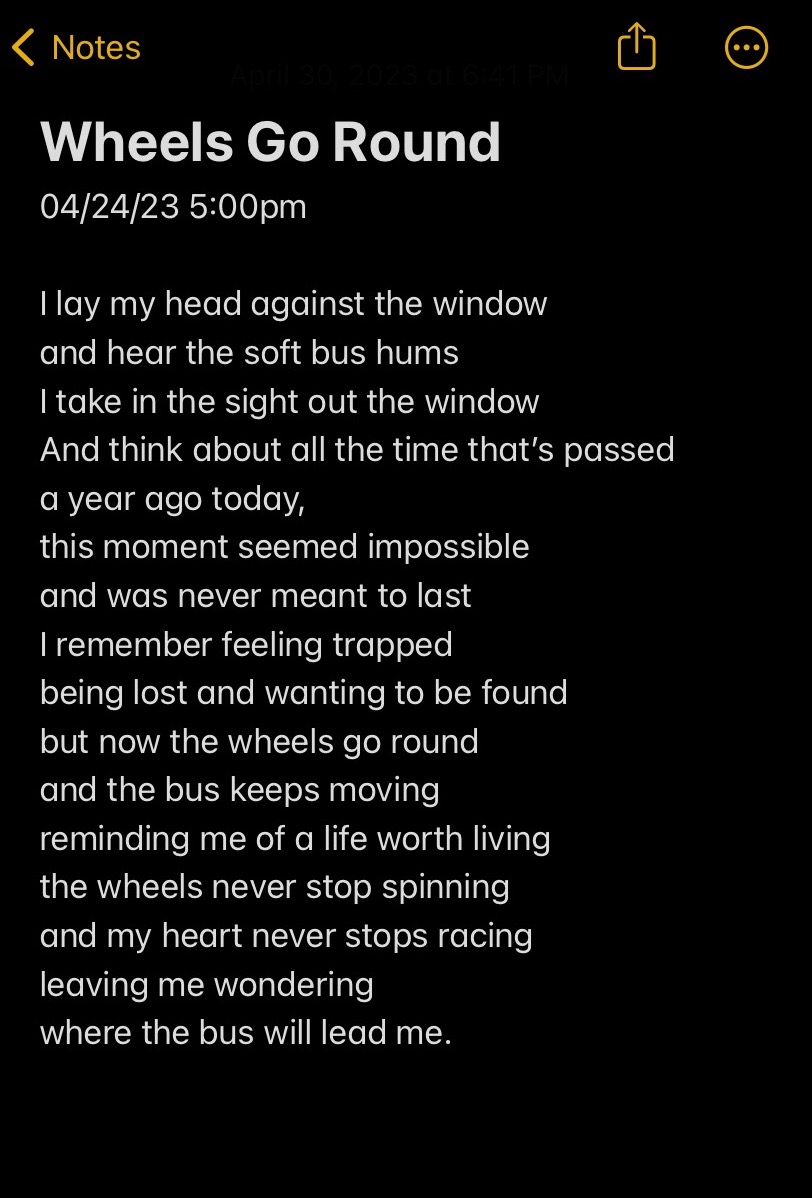 Notes
April 30, 2023 at 6:41 PM
Wheels Go Round
04/24/23 5:00pm
I lay my head against the window
and hear the soft bus hums
I take in the sight out the window
And think about all the time that’s passed
a year ago today,
this moment seemed impossible
and was never meant to last
I remember feeling trapped
being lost and wanting to be found
but now the wheels go round
and the bus keeps moving
reminding me of a life worth living
the wheels never stop spinning
and my heart never stops racing
leaving me wondering
where the bus will lead me.